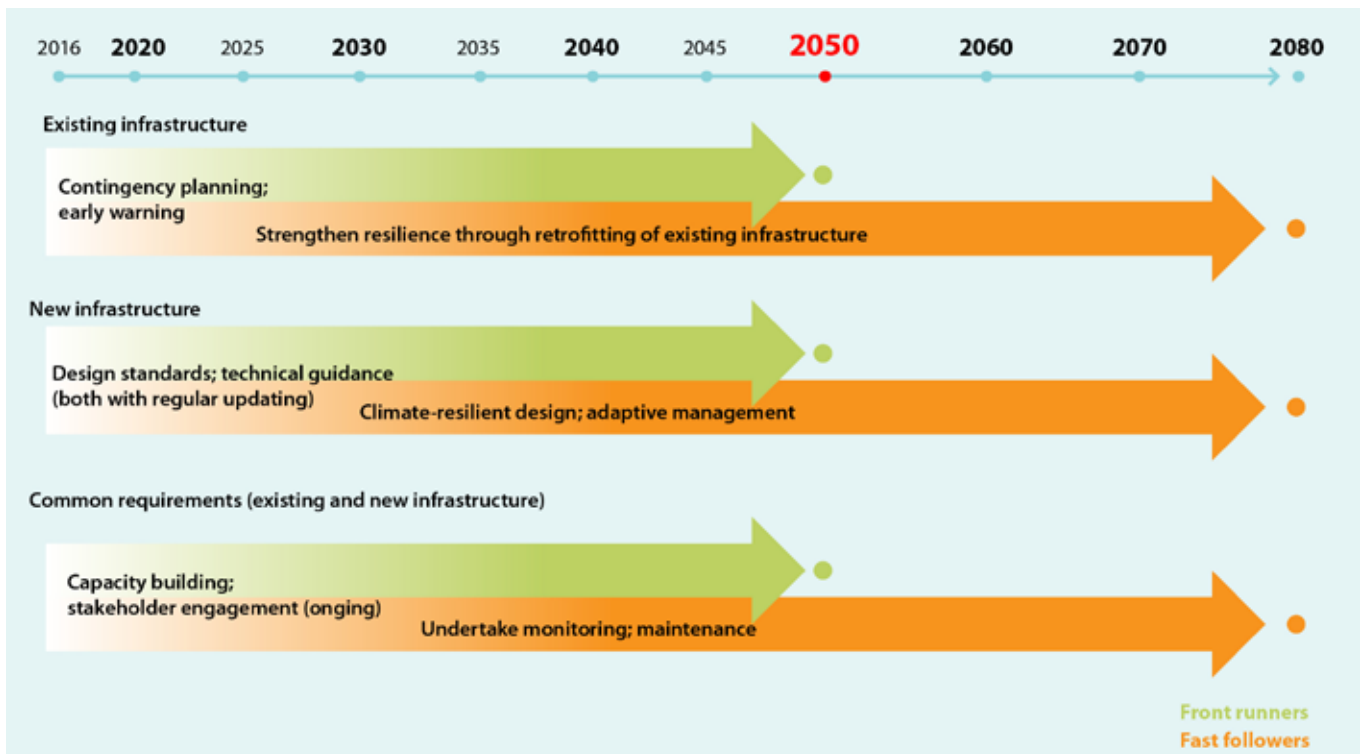 2016 2020 2025 2030 2035 2040 2045 2050 2060 2070 2080
Existing infrastructure
Contingency planning;
early warning
Strengthen resilience through retrofitting of existing infrastructure
New infrastructure
Design standards; technical guidance
(both with regular updating)
Climate-resilient design; adaptive management
Common requirements (existing and new infrastructure)
Capacity building;
stakeholder engagement (ongoing)
Undertake monitoring; maintenance
Front runners
Fast followers